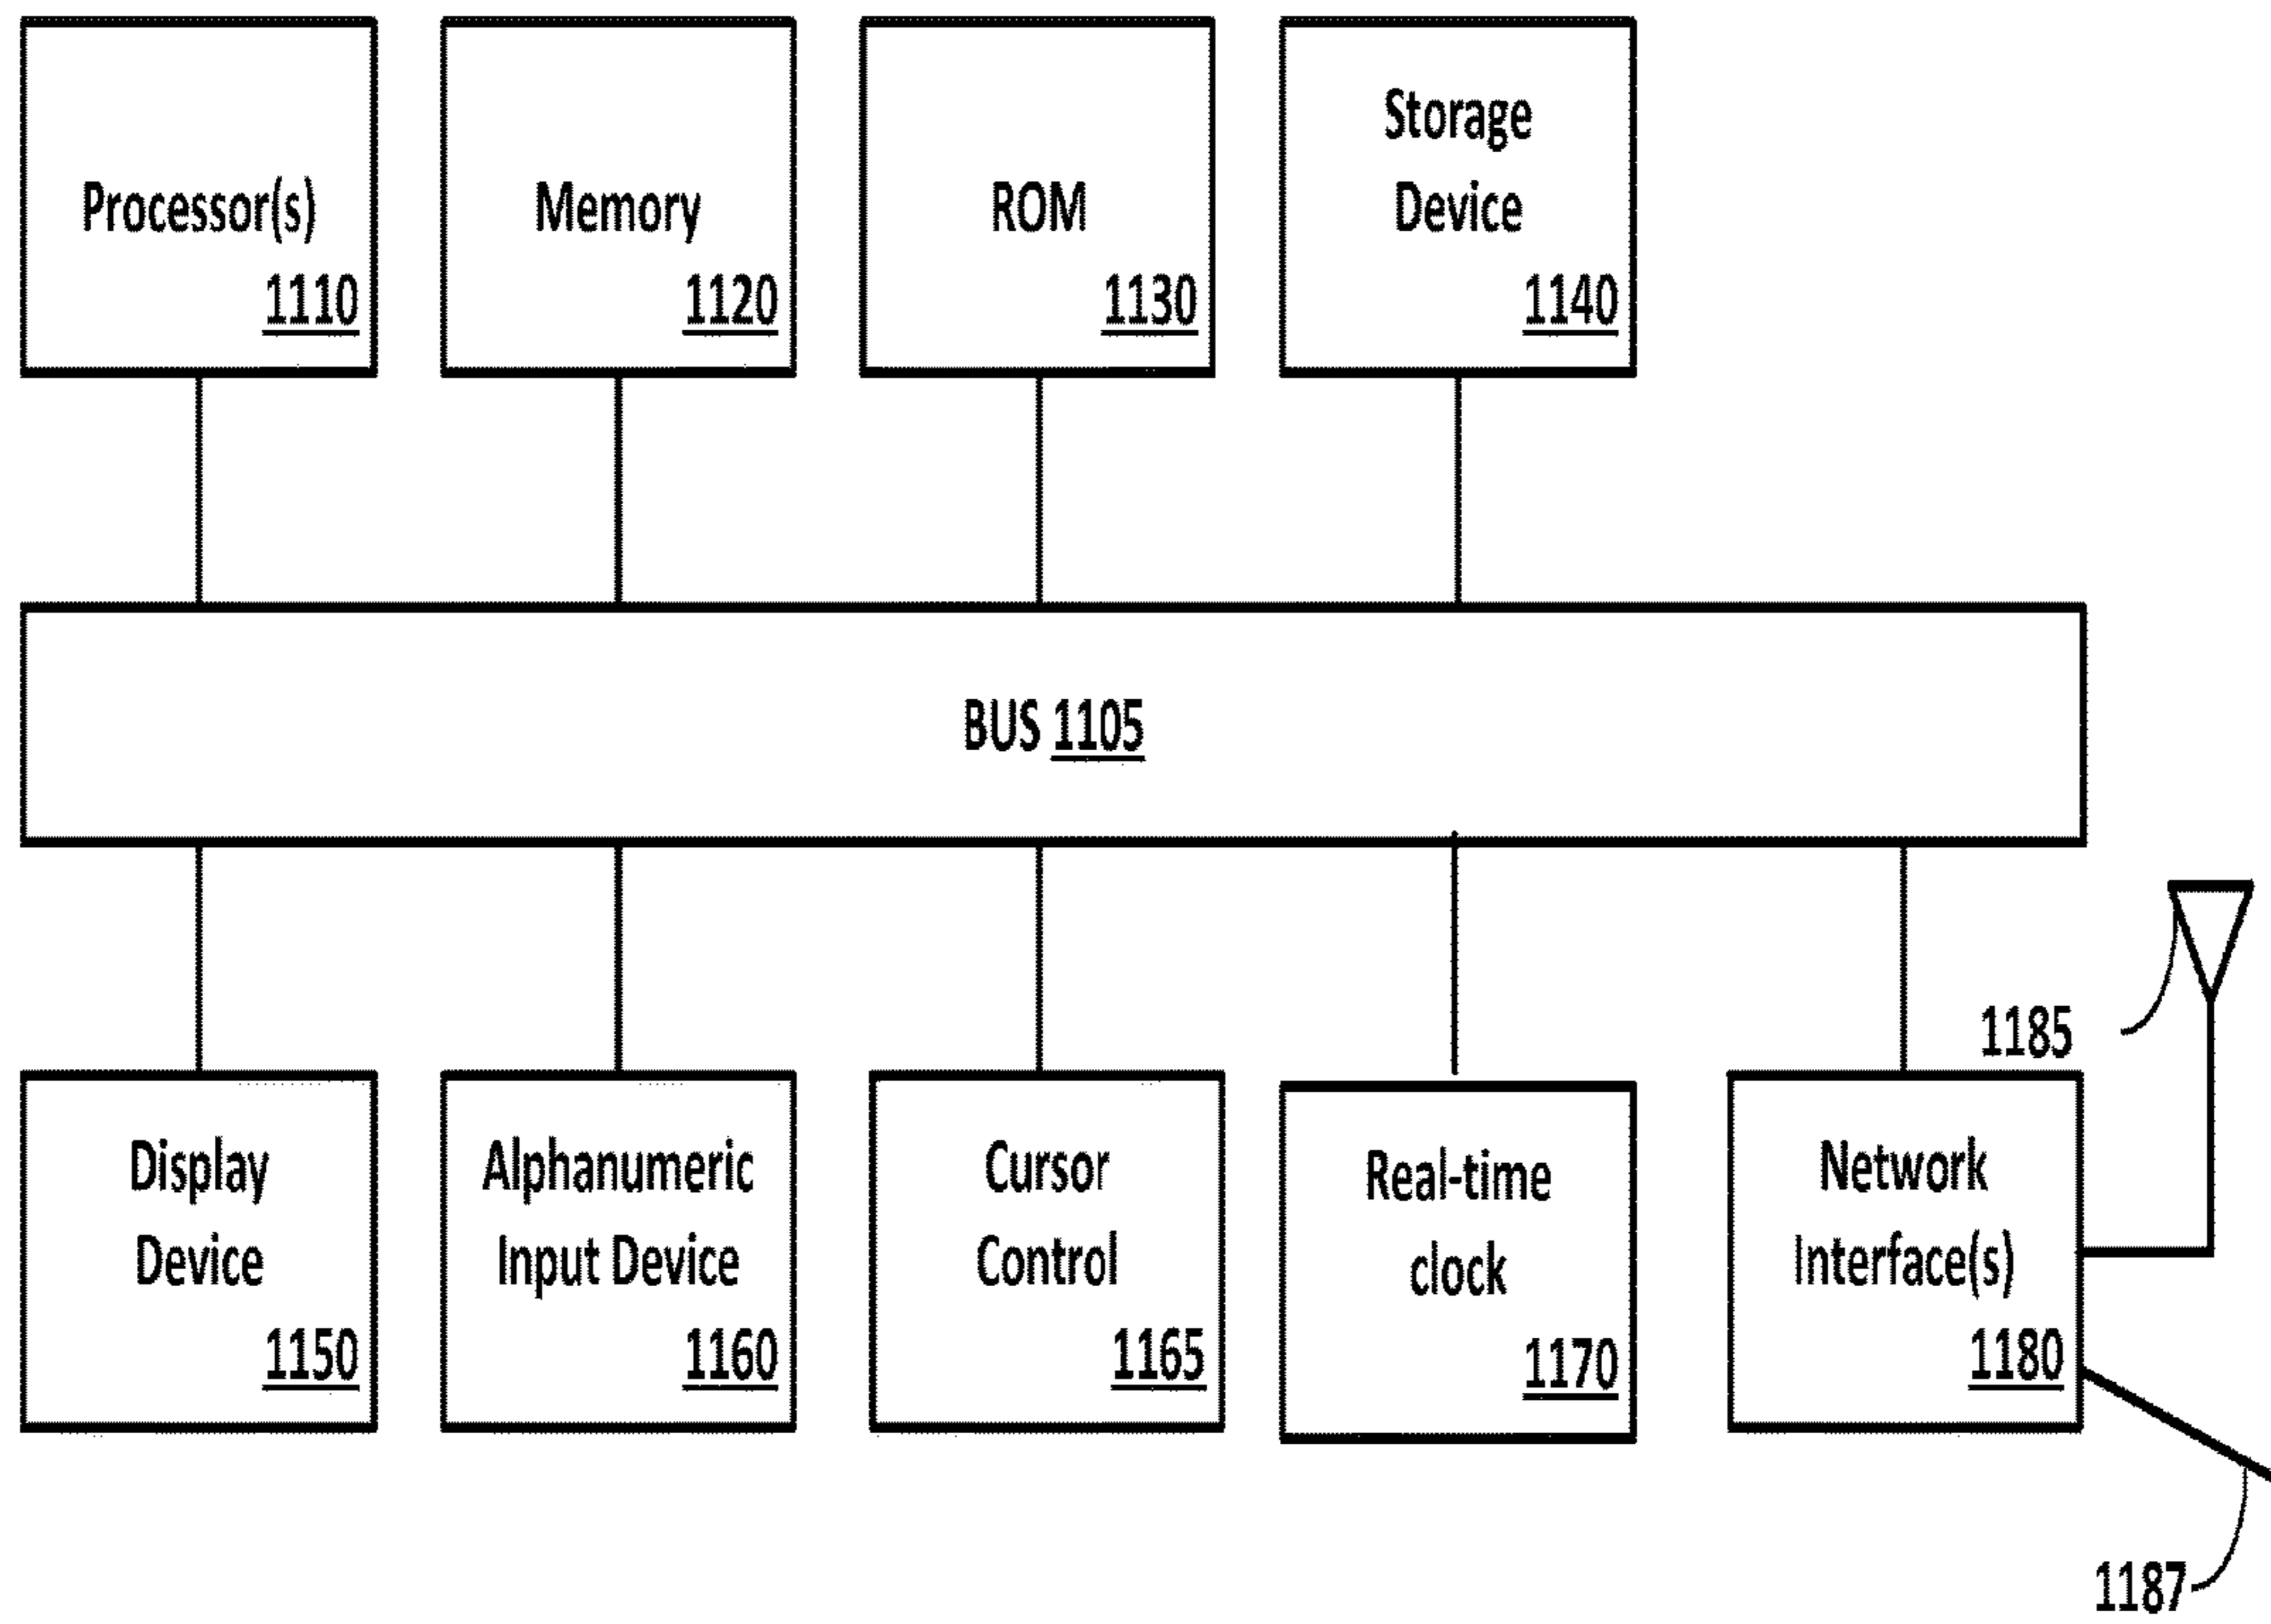 Processor(s)
1110
Memory
1120
ROM
1130
Storage
Device
1140
BUS 1105
1185
Display
Device
1150
Alphanumeric
Input Device
1160
Cursor
Control
1165
Real-time
clock
1170
Network
Interface(s)
1180
1187